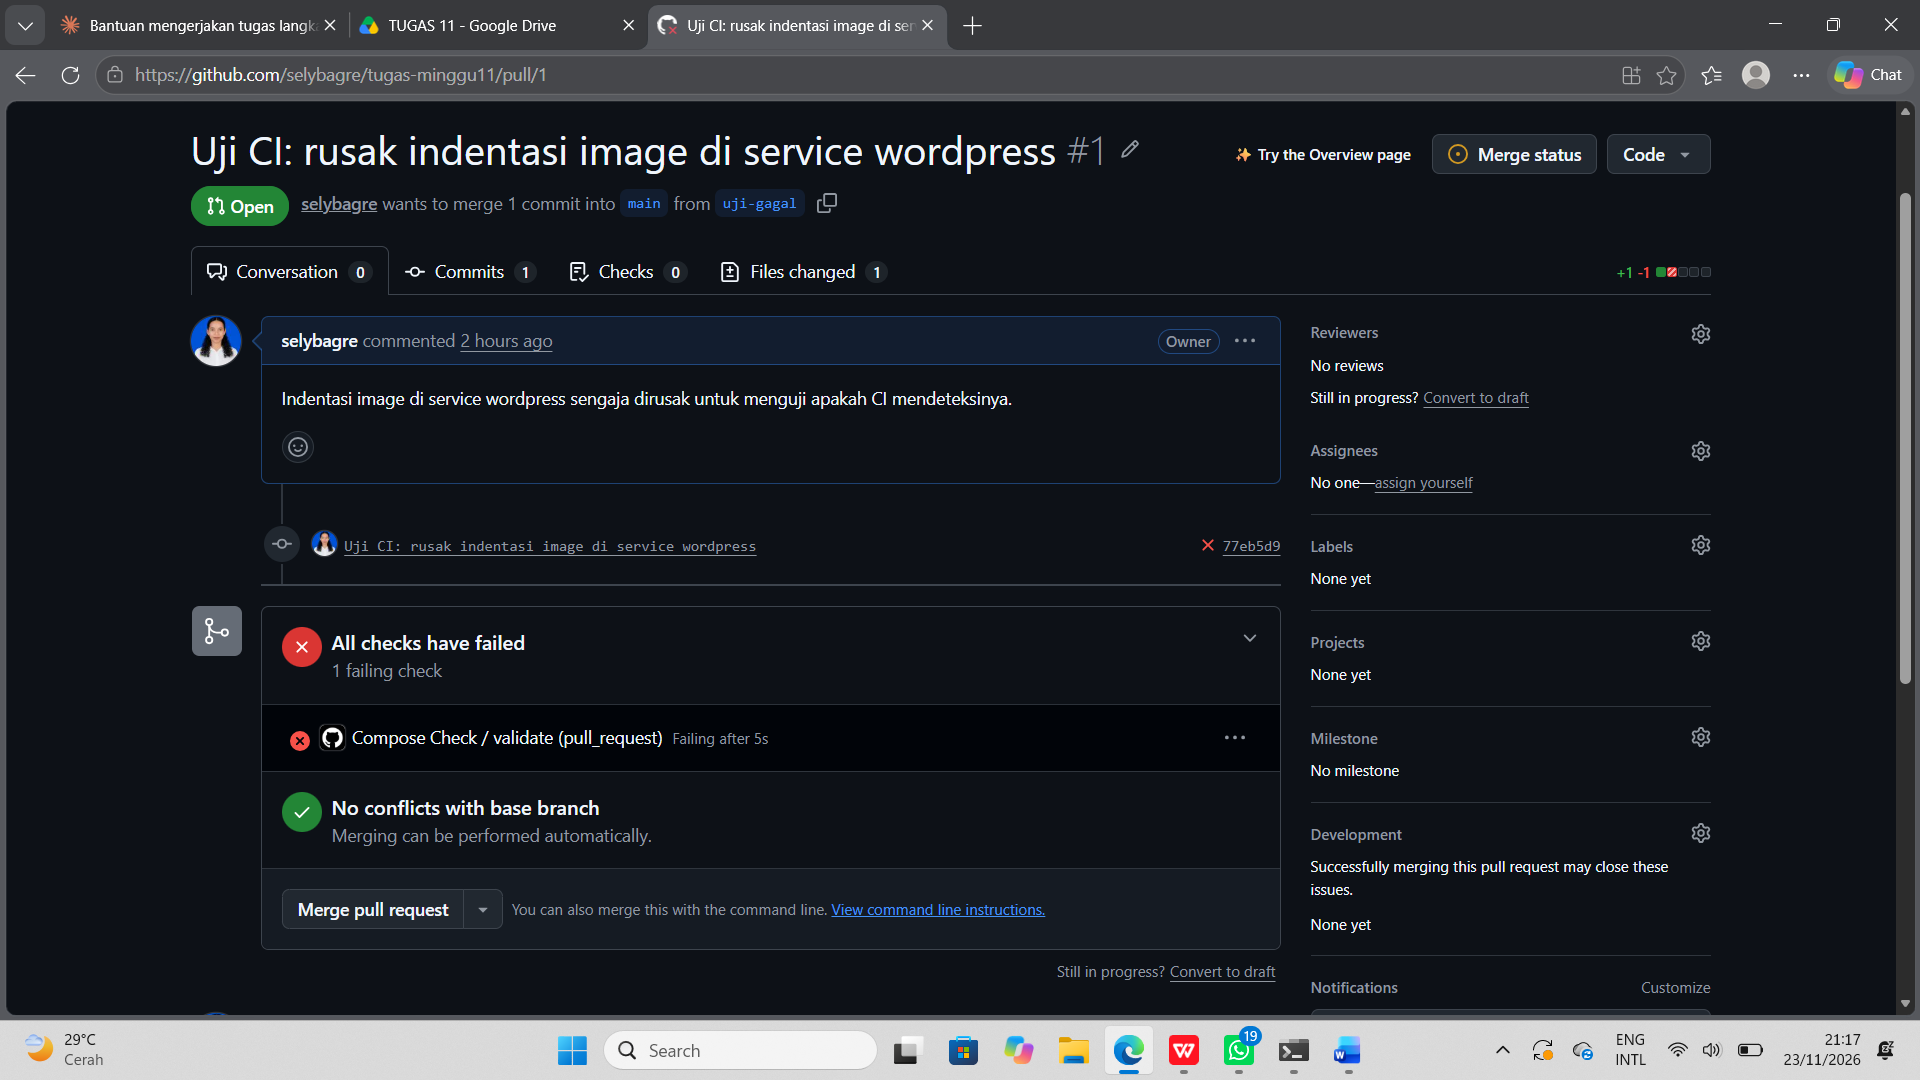 Bantuan mengerjakan tugas langk
TUGAS 11 - Google Drive
Uji CI: rusak indentasi image di ser
https://github.com/selybagre/tugas-minggu11/pull/1
Chat
Uji CI: rusak indentasi image di service wordpress #1
Try the Overview page
Merge status
Code
Open
selybagre wants to merge 1 commit into main from uji-gagal
Conversation 0
Commits 1
Checks 0
Files changed 1
+1 -1
selybagre commented 2 hours ago
Owner
Indentasi image di service wordpress sengaja dirusak untuk menguji apakah CI mendeteksinya.
Uji CI: rusak indentasi image di service wordpress
77eb5d9
All checks have failed
1 failing check
Compose Check / validate (pull_request) Failing after 5s
No conflicts with base branch
Merging can be performed automatically.
Merge pull request
You can also merge this with the command line. View command line instructions.
Still in progress? Convert to draft
Reviewers
No reviews
Still in progress? Convert to draft
Assignees
No one—assign yourself
Labels
None yet
Projects
None yet
Milestone
No milestone
Development
Successfully merging this pull request may close these
issues.
None yet
Notifications
Customize
29°C
Cerah
Search
19
ENG
INTL
21:17
23/11/2026